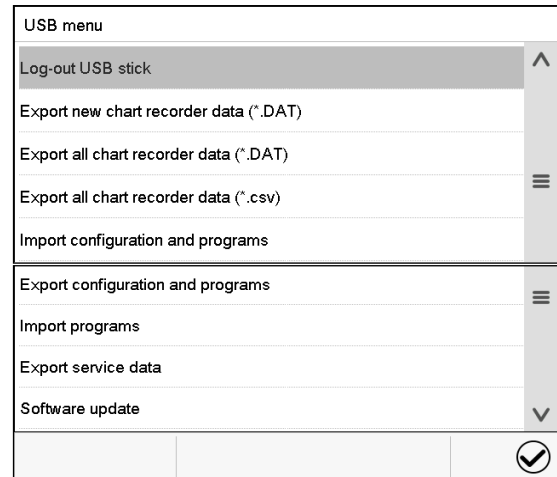 USB menu
Log-out USB stick
Export new chart recorder data (*.DAT)
Export all chart recorder data (*.DAT)
Export all chart recorder data (*.csv)
Import configuration and programs
Export configuration and programs
Import programs
Export service data
Software update